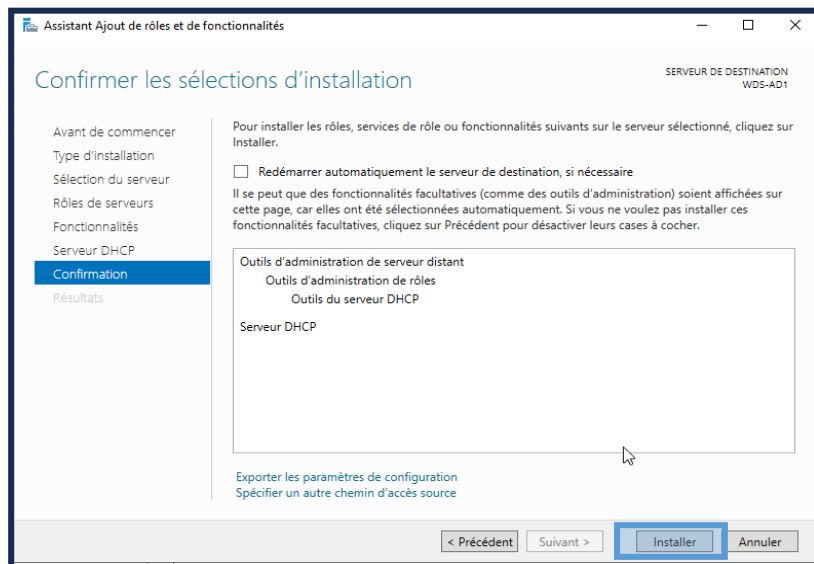 Assistant Ajout de rôles et de fonctionnalités
Confirmer les sélections d'installation
SERVEUR DE DESTINATION
WDS-AD1
Avant de commencer
Type d'installation
Sélection du serveur
Rôles de serveurs
Fonctionnalités
Serveur DHCP
Confirmation
Résultats
Pour installer les rôles, services de rôle ou fonctionnalités suivants sur le serveur sélectionné, cliquez sur
Installer.
Redémarrer automatiquement le serveur de destination, si nécessaire
Il se peut que des fonctionnalités facultatives (comme des outils d'administration) soient affichées sur
cette page, car elles ont été sélectionnées automatiquement. Si vous ne voulez pas installer ces
fonctionnalités facultatives, cliquez sur Précédent pour désactiver leurs cases à cocher.
Outils d'administration de serveur distant
Outils d'administration de rôles
Outils du serveur DHCP
Serveur DHCP
Exporter les paramètres de configuration
Spécifier un autre chemin d'accès source
< Précédent
Suivant >
Installer
Annuler